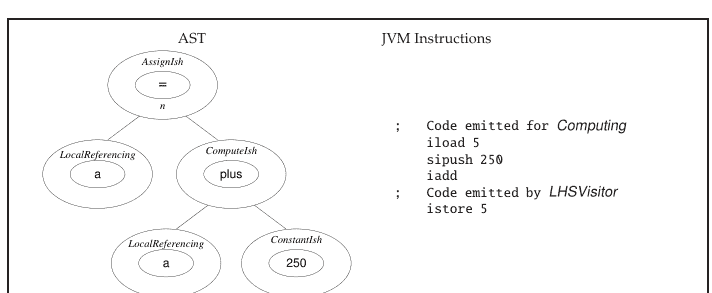 AST
JVM Instructions
AssignIsh
=
n
LocalReferencing
a
ComputeIsh
plus
LocalReferencing
a
ConstantIsh
250
; Code emitted for Computing
iload 5
sipush 250
iadd
; Code emitted by LHSVisitor
istore 5